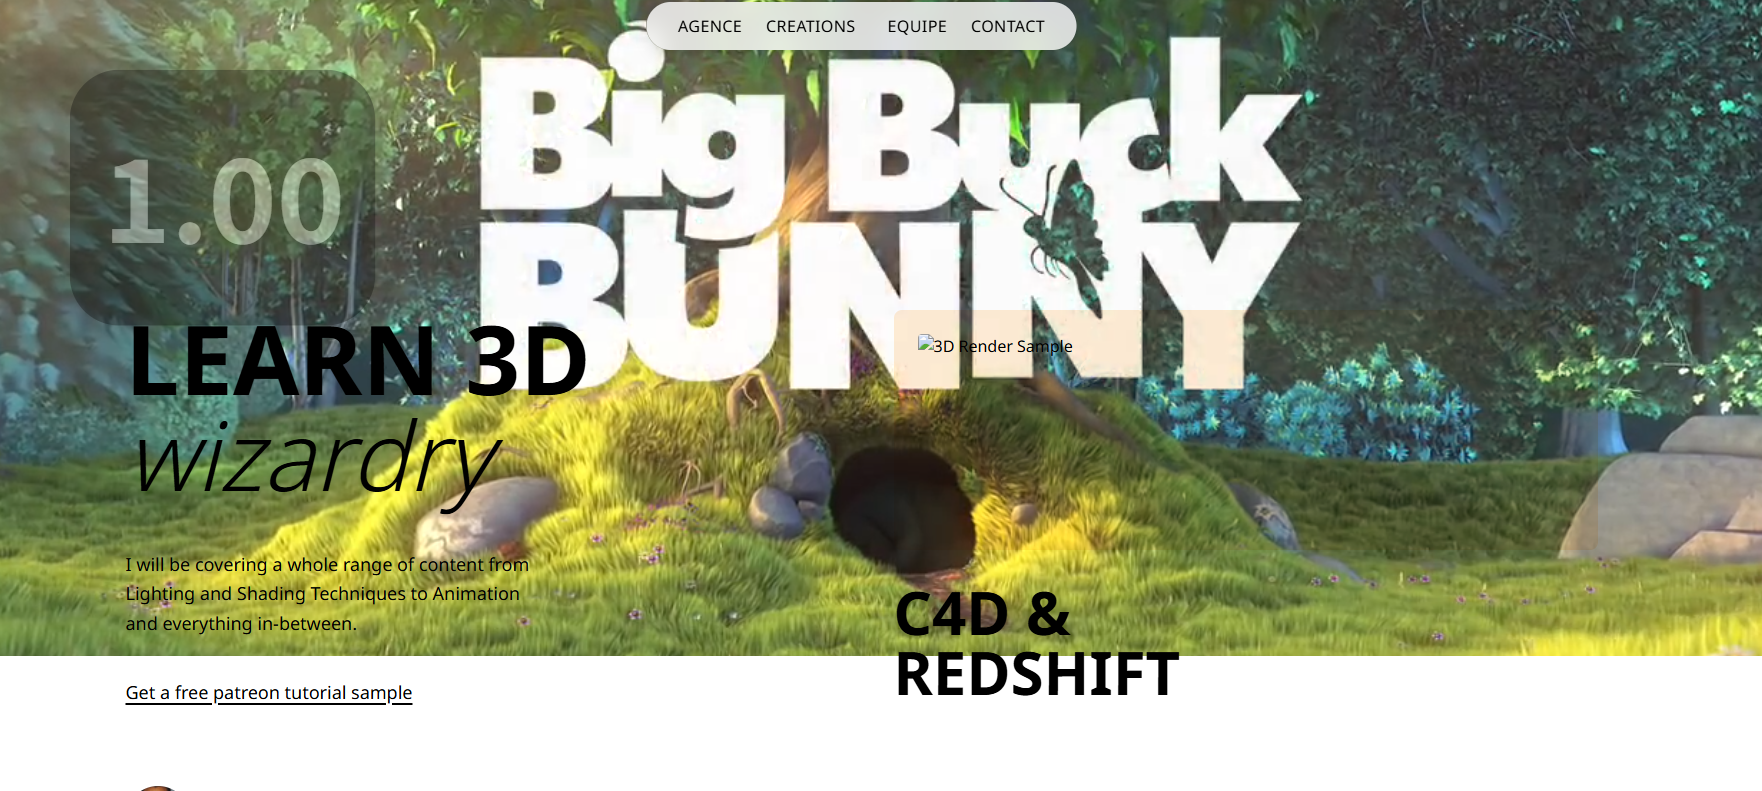 AGENCE CREATIONS EQUIPE CONTACT
Big Buck
BUNNY
1.00
LEARN 3D
wizardry
I will be covering a whole range of content from
Lighting and Shading Techniques to Animation
and everything in-between.
Get a free patreon tutorial sample
3D Render Sample
C4D &
REDSHIFT